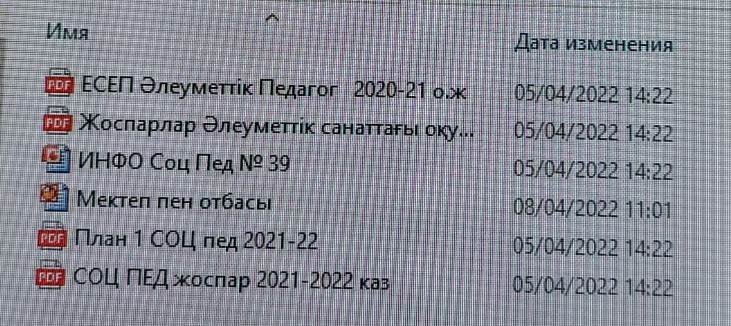 Имя Дата изменения
ЕСЕП Әлеуметтік Педагог 2020-21 о.ж 05/04/2022 14:22
Жоспарлар Әлеуметтік санаттағы оқу... 05/04/2022 14:22
ИНФО Соц Пед № 39 05/04/2022 14:22
Мектеп пен отбасы 08/04/2022 11:01
План 1 СОЦ пед 2021-22 05/04/2022 14:22
СОЦ ПЕД жоспар 2021-2022 каз 05/04/2022 14:22